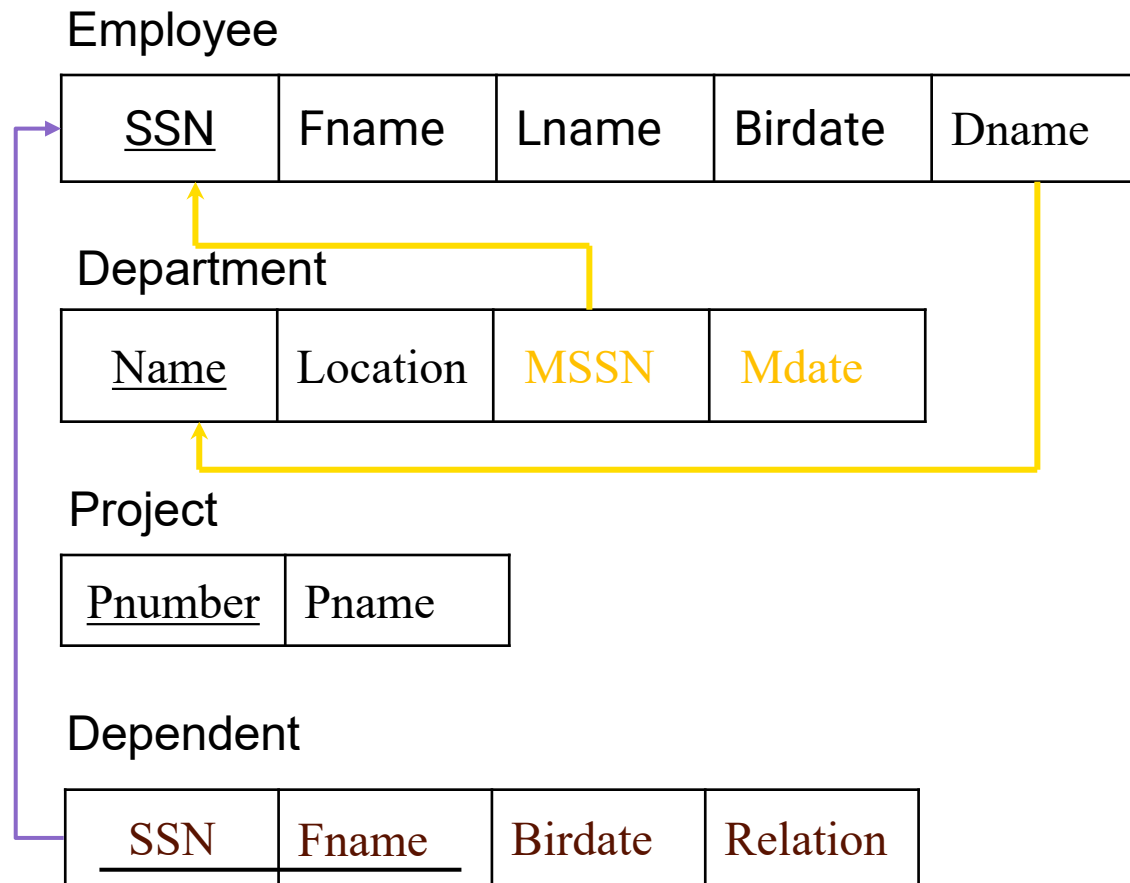 Employee
SSN Fname Lname Birdate Dname
Department
Name Location MSSN Mdate
Project
Pnumber Pname
Dependent
SSN Fname Birdate Relation